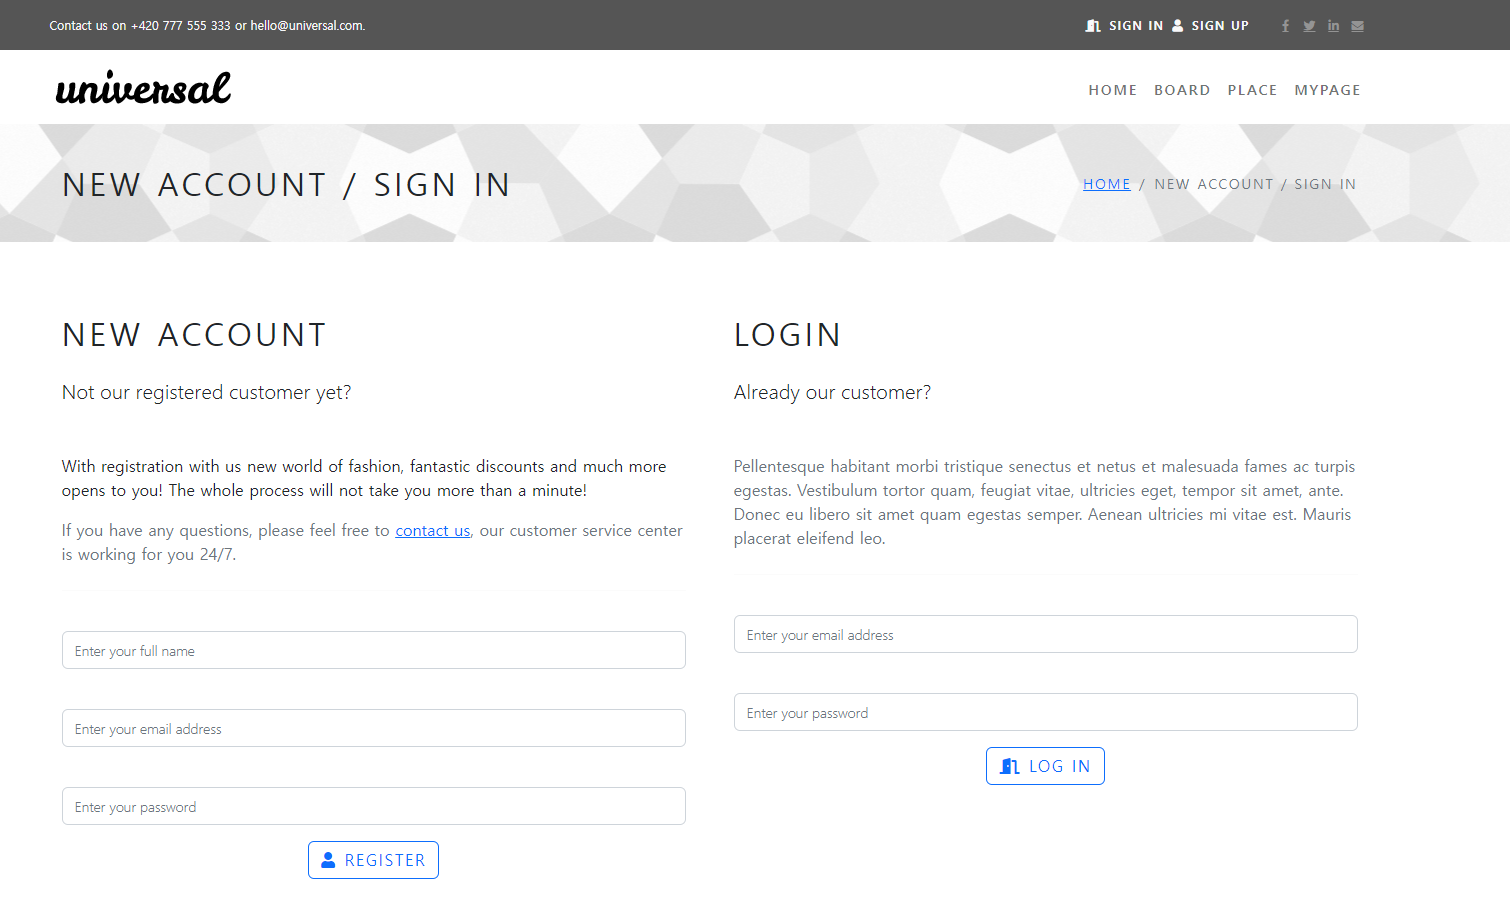 Contact us on +420 777 555 333 or hello@universal.com.
SIGN IN SIGN UP
universal
HOME BOARD PLACE MYPAGE
NEW ACCOUNT / SIGN IN
HOME / NEW ACCOUNT / SIGN IN
NEW ACCOUNT
Not our registered customer yet?
With registration with us new world of fashion, fantastic discounts and much more
opens to you! The whole process will not take you more than a minute!
If you have any questions, please feel free to contact us, our customer service center
is working for you 24/7.
Enter your full name
Enter your email address
Enter your password
REGISTER
LOGIN
Already our customer?
Pellentesque habitant morbi tristique senectus et netus et malesuada fames ac turpis
egestas. Vestibulum tortor quam, feugiat vitae, ultricies eget, tempor sit amet, ante.
Donec eu libero sit amet quam egestas semper. Aenean ultricies mi vitae est. Mauris
placerat eleifend leo.
Enter your email address
Enter your password
LOG IN